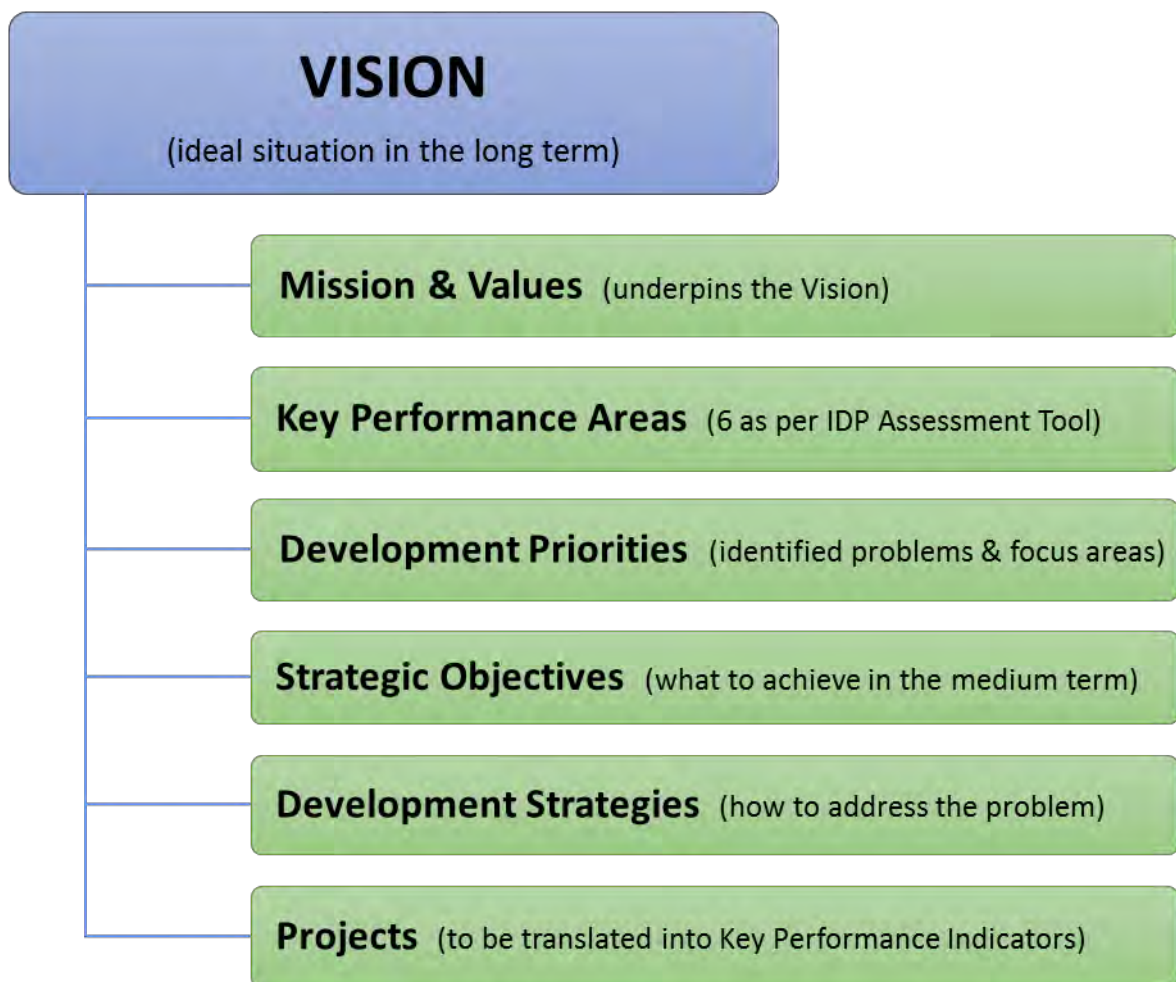 VISION
(ideal situation in the long term)
Mission & Values (underpins the Vision)
Key Performance Areas (6 as per IDP Assessment Tool)
Development Priorities (identified problems & focus areas)
Strategic Objectives (what to achieve in the medium term)
Development Strategies (how to address the problem)
Projects (to be translated into Key Performance Indicators)